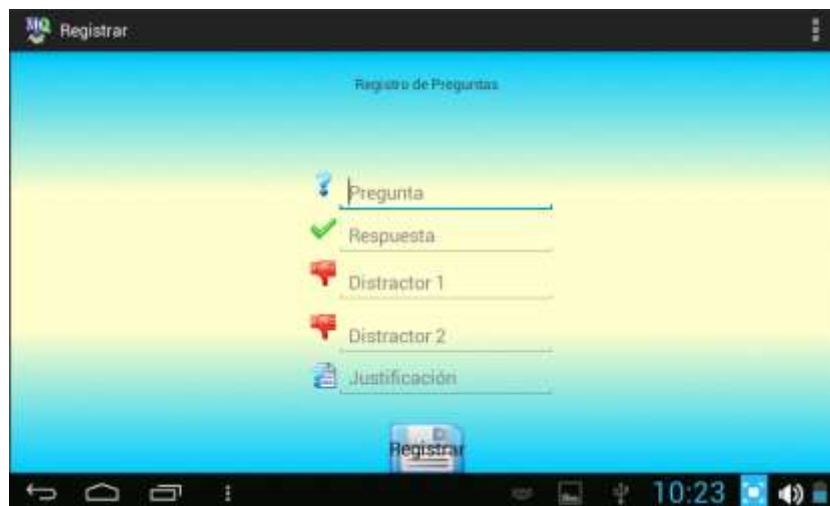 MQ
Registrar
Registro de Preguntas
Pregunta
Respuesta
Distractor 1
Distractor 2
Justificación
Registrar
10:23